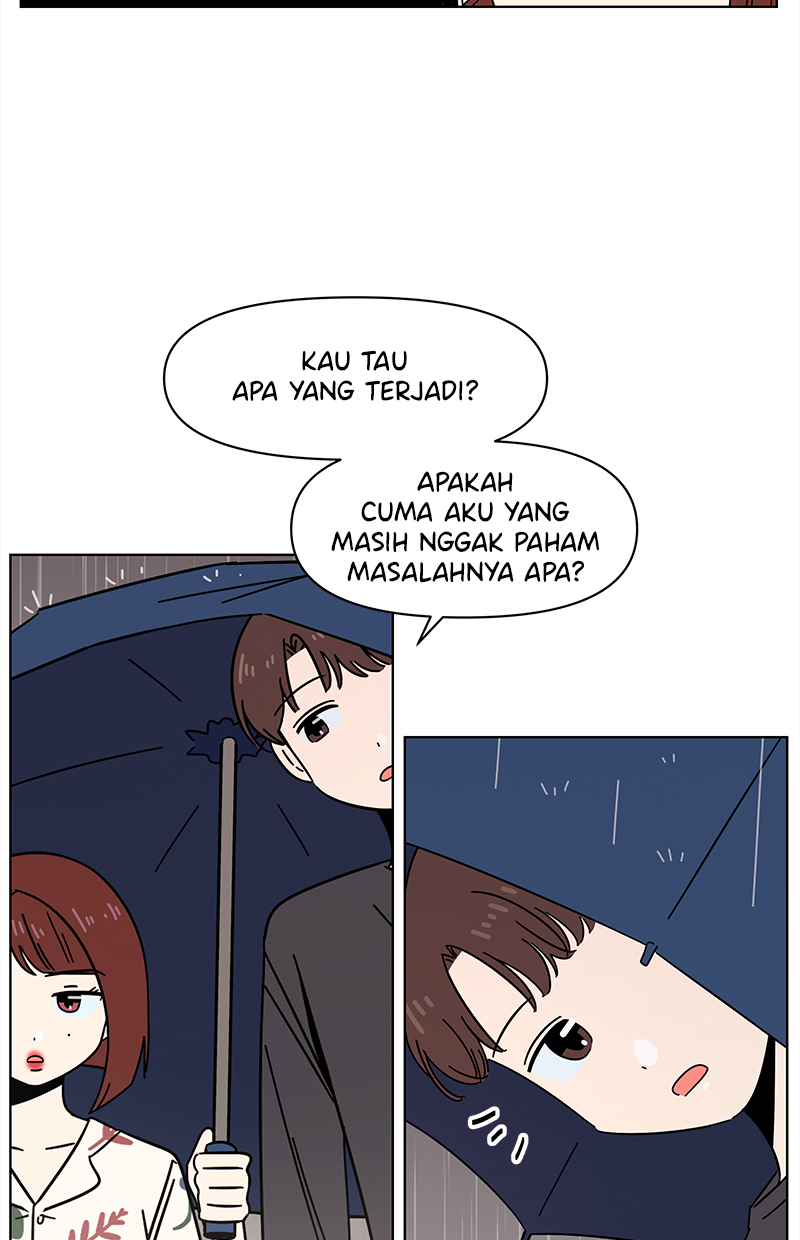 KAU TAU
APA YANG TERJADI?
APAKAH
CUMA AKU YANG
MASIH NGGAK PAHAM
MASALAHNYA APA?